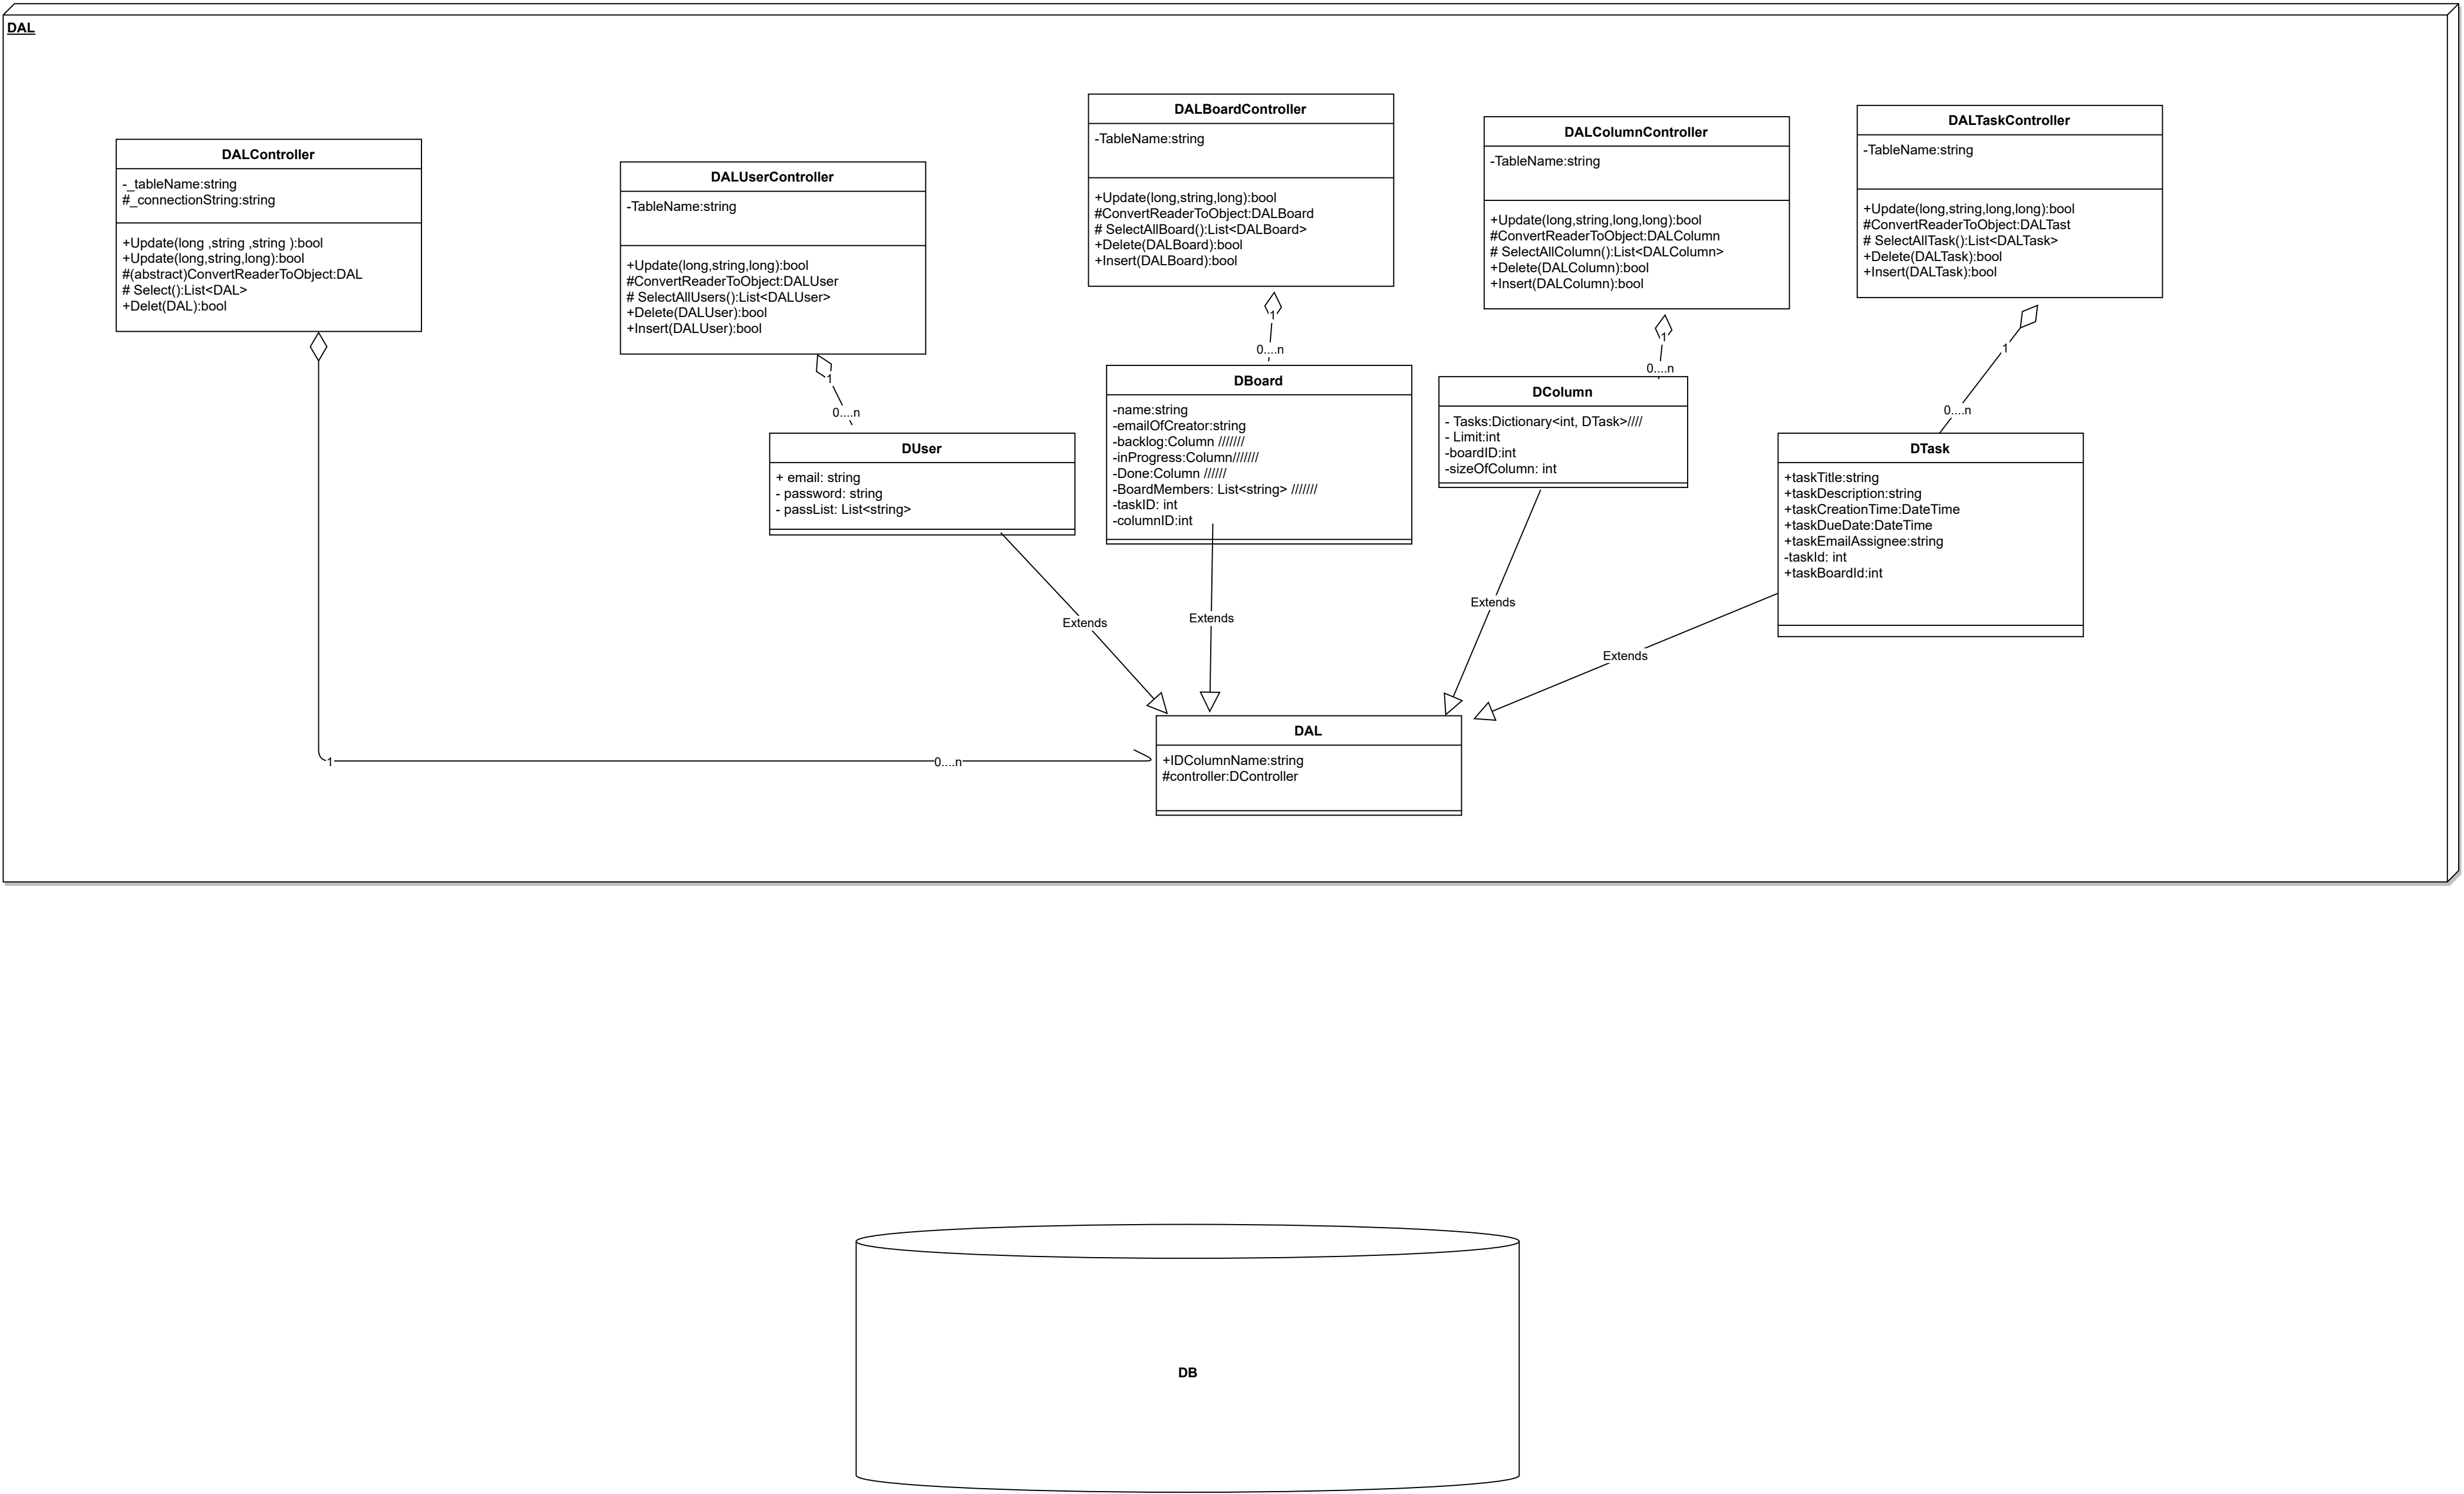 DAL
DALController
-_tableName:string
#_connectionString:string
+Update(long ,string ,string ):bool
+Update(long,string,long):bool
#(abstract)ConvertReaderToObject:DAL
# Select():List<DAL>
+Delet(DAL):bool
DALUserController
-TableName:string
+Update(long,string,long):bool
#ConvertReaderToObject:DALUser
# SelectAllUsers():List<DALUser>
+Delete(DALUser):bool
+Insert(DALUser):bool
DALBoardController
-TableName:string
+Update(long,string,long):bool
#ConvertReaderToObject:DALBoard
# SelectAllBoard():List<DALBoard>
+Delete(DALBoard):bool
+Insert(DALBoard):bool
DALColumnController
-TableName:string
+Update(long,string,long,long):bool
#ConvertReaderToObject:DALColumn
# SelectAllColumn():List<DALColumn>
+Delete(DALColumn):bool
+Insert(DALColumn):bool
DALTaskController
-TableName:string
+Update(long,string,long,long):bool
#ConvertReaderToObject:DALTast
# SelectAllTask():List<DALTask>
+Delete(DALTask):bool
+Insert(DALTask):bool
1
0....n
1
0....n
1
0....n
1
0....n
DUser
+ email: string
- password: string
- passList: List<string>
DBoard
-name:string
-emailOfCreator:string
-backlog:Column ///////
-inProgress:Column///////
-Done:Column //////
-BoardMembers: List<string> ///////
-taskID: int
-columnID:int
DColumn
- Tasks:Dictionary<int, DTask>////
- Limit:int
-boardID:int
-sizeOfColumn: int
DTask
+taskTitle:string
+taskDescription:string
+taskCreationTime:DateTime
+taskDueDate:DateTime
+taskEmailAssignee:string
-taskId: int
+taskBoardId:int
Extends
Extends
Extends
Extends
1
0....n
DAL
+IDColumnName:string
#controller:DController
DB